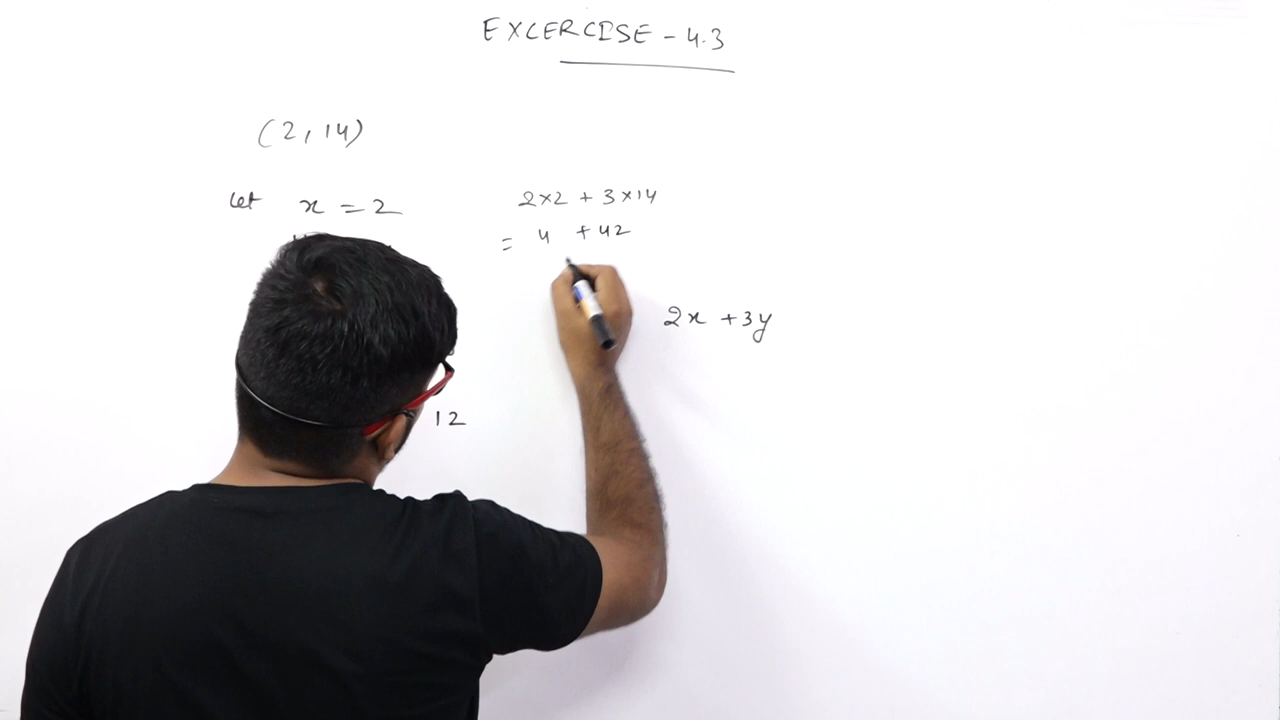 EXCERCISE - 4.3
(2, 14)
let x = 2
2×2 + 3×14
= 4 + 42
2x + 3y
12